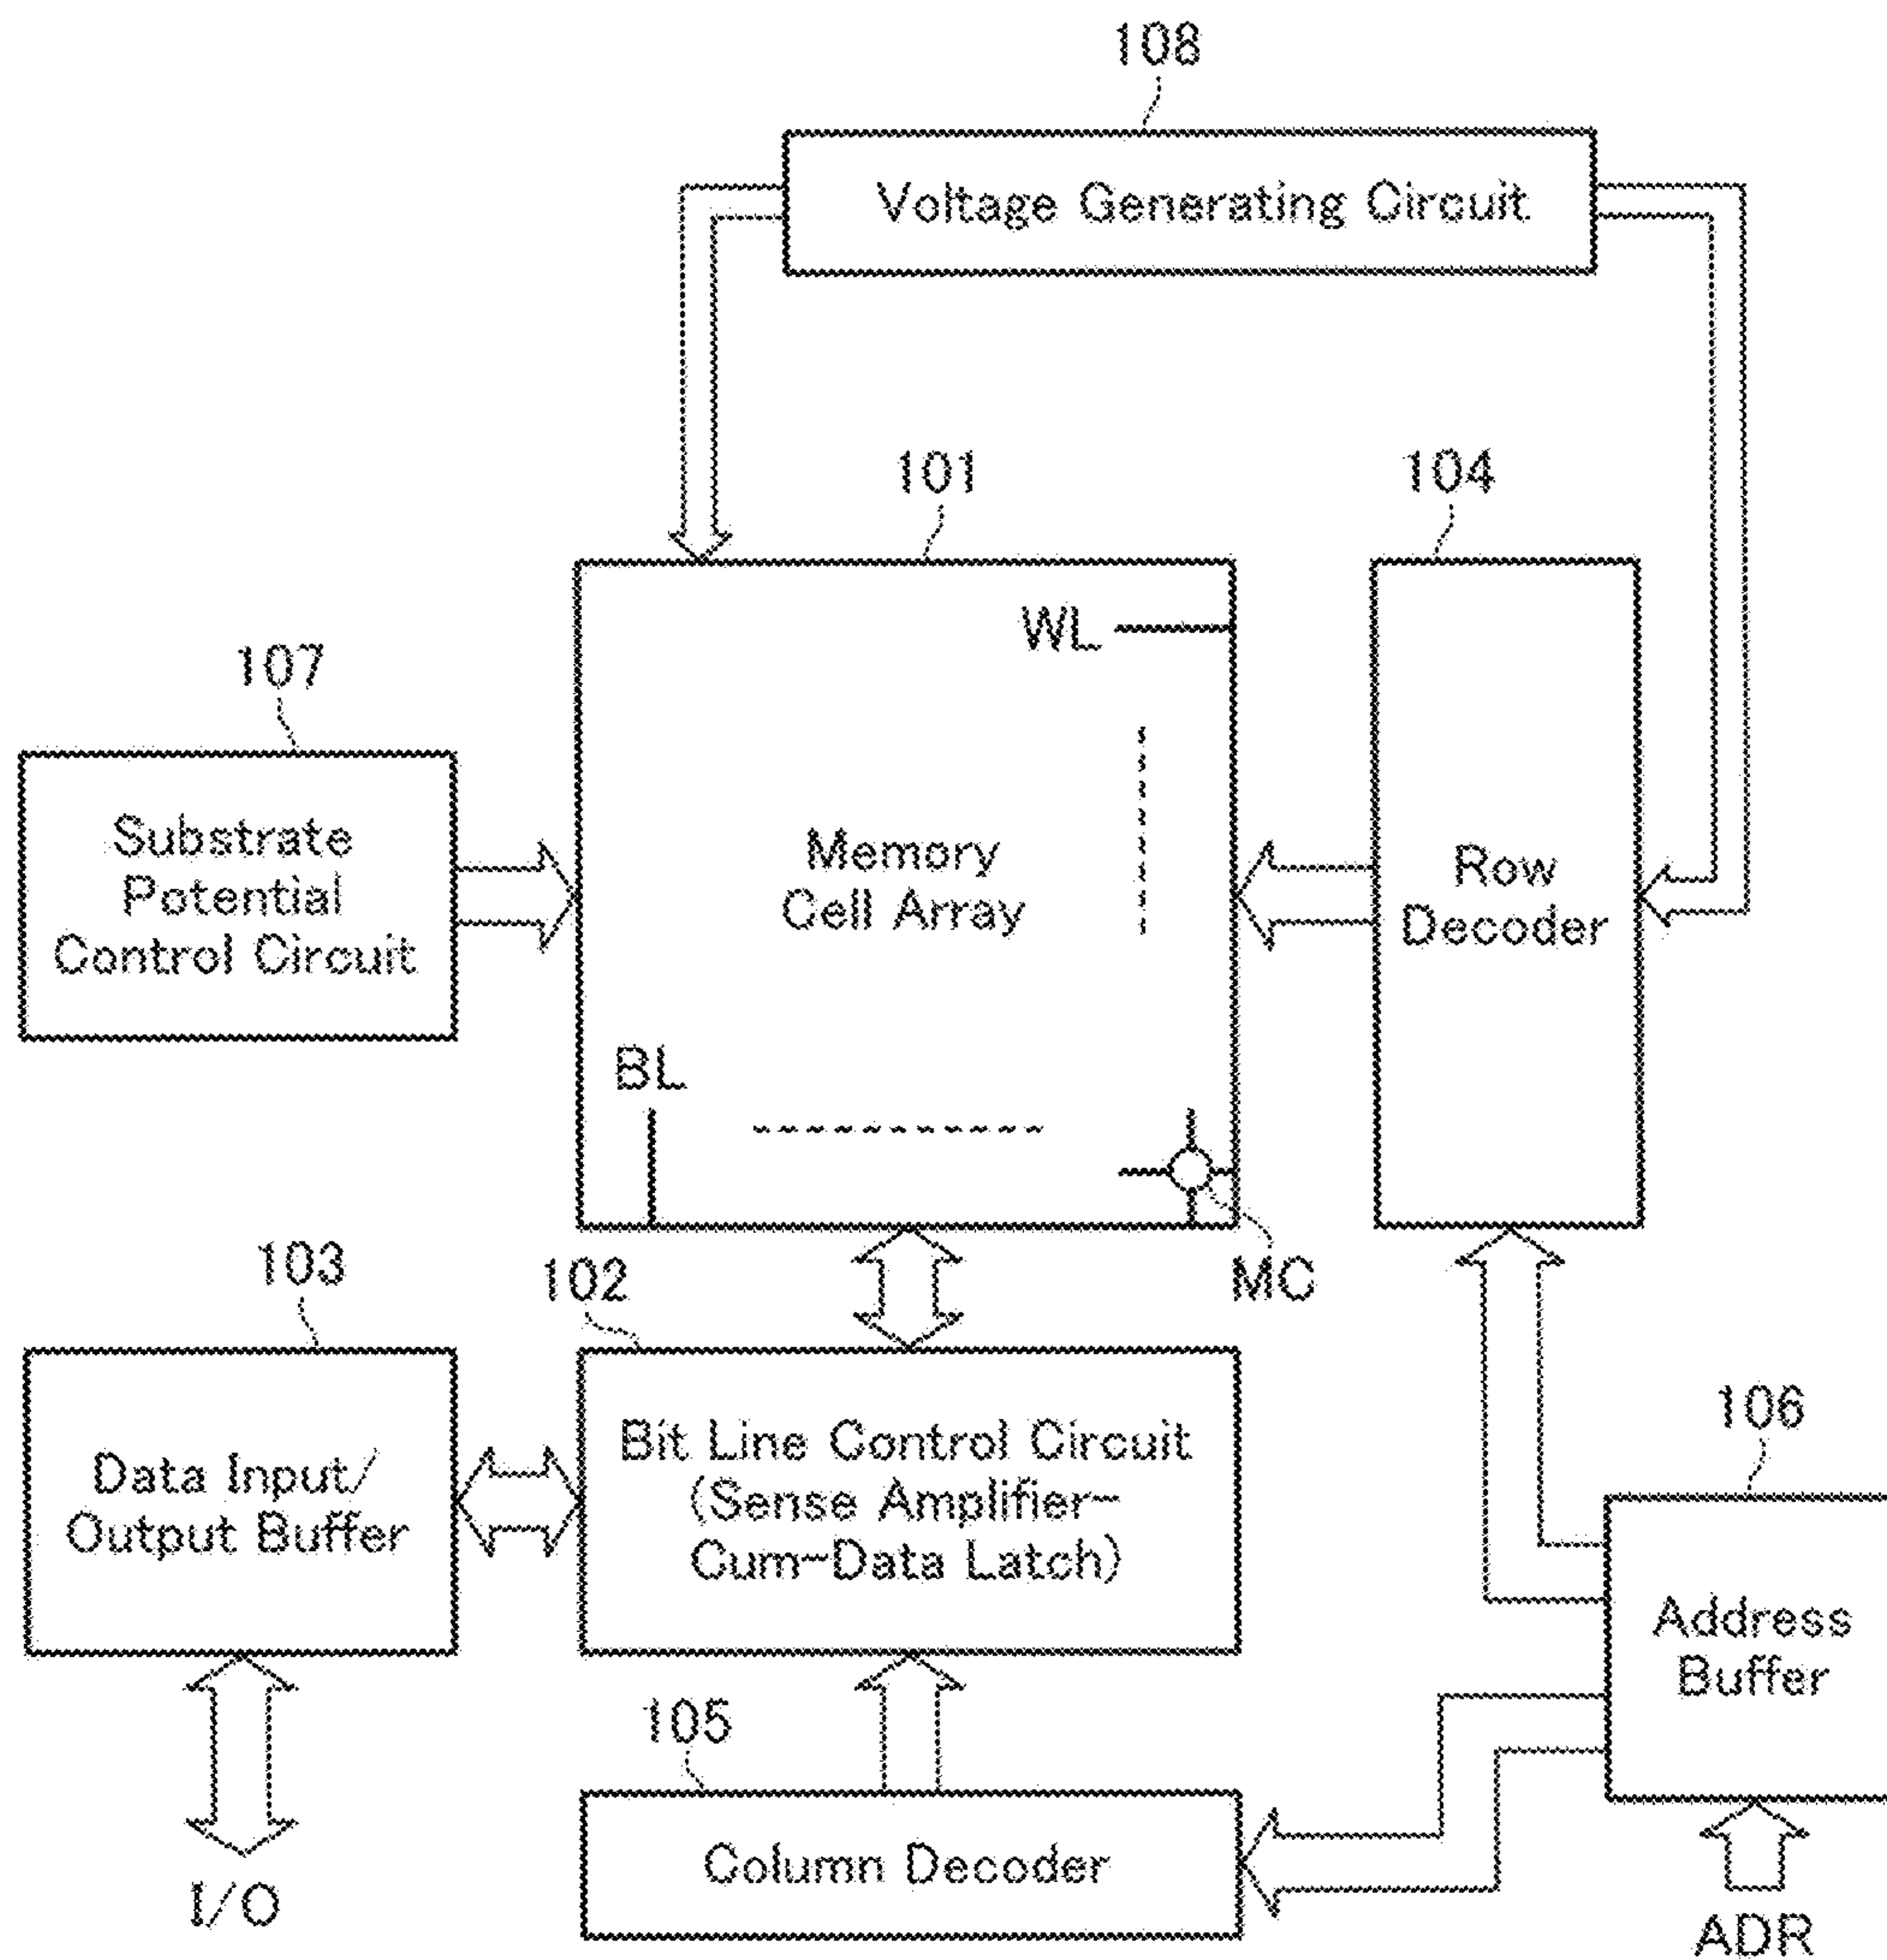 108
Voltage Generating Circuit
101
104
WL
107
Substrate
Potential
Control Circuit
Memory
Cell Array
Row
Decoder
BL
MC
103
102
106
Data Input/
Output Buffer
Bit Line Control Circuit
(Sense Amplifier-
Cum-Data Latch)
Address
Buffer
105
Column Decoder
I/O
ADR